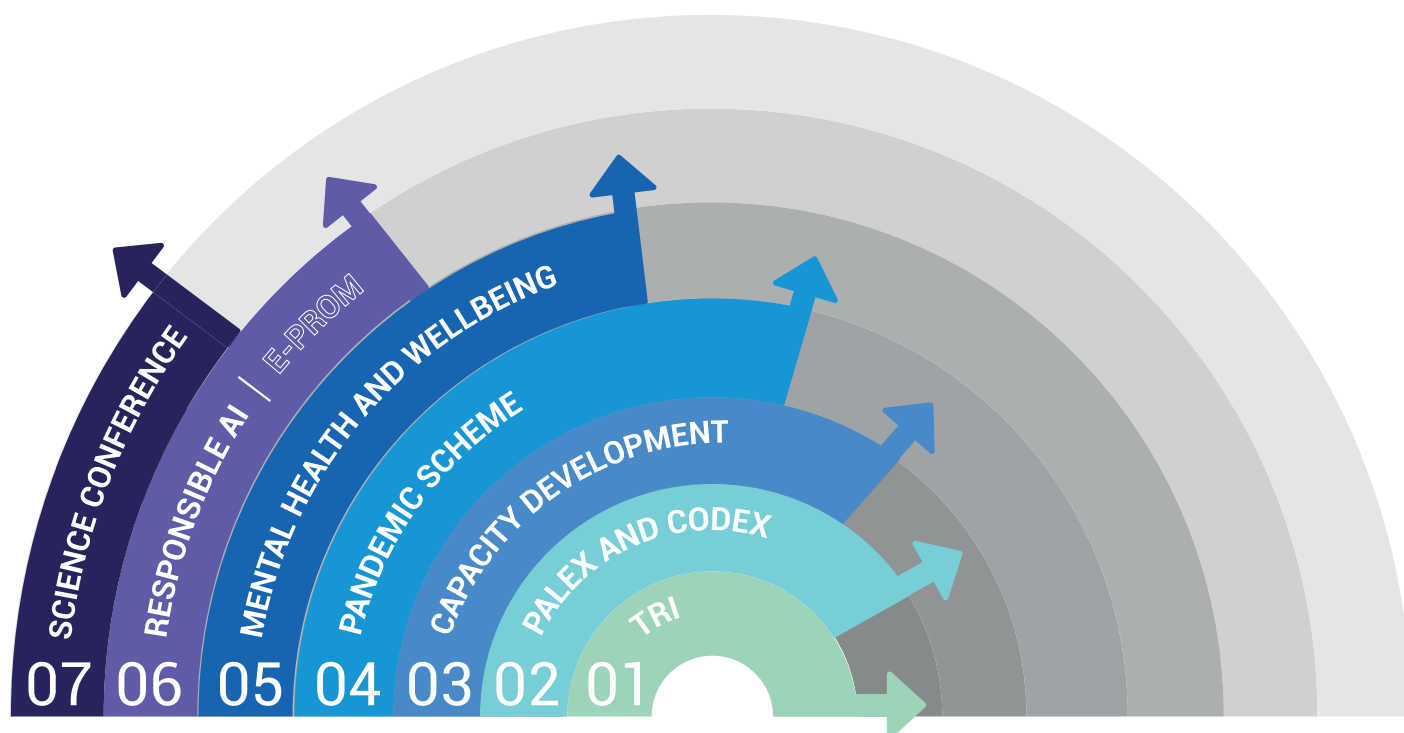 SCIENCE CONFERENCE
RESPONSIBLE AI | E-PROM
MENTAL HEALTH AND WELLBEING
PANDEMIC SCHEME
CAPACITY DEVELOPMENT
PALEX AND CODEX
TRI
07 06 05 04 03 02 01